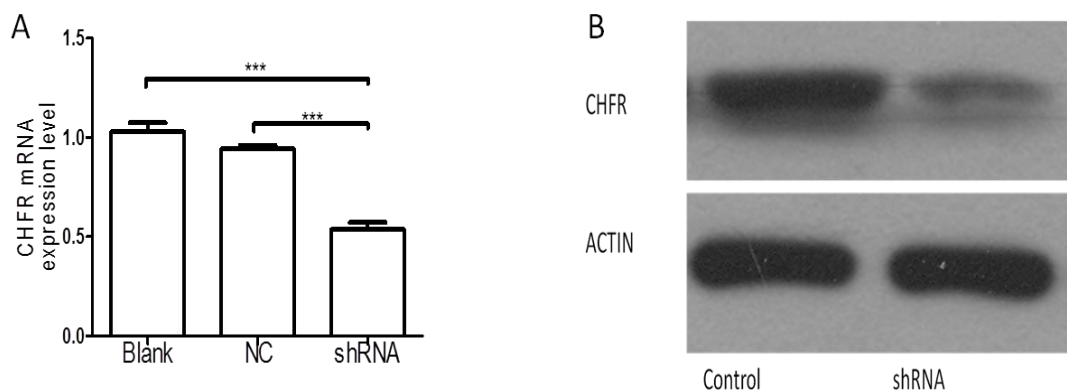 A
CHFR mRNA
expression level
1.5
1.0
0.5
0.0
***
***
Blank NC shRNA
B
CHFR
ACTIN
Control shRNA